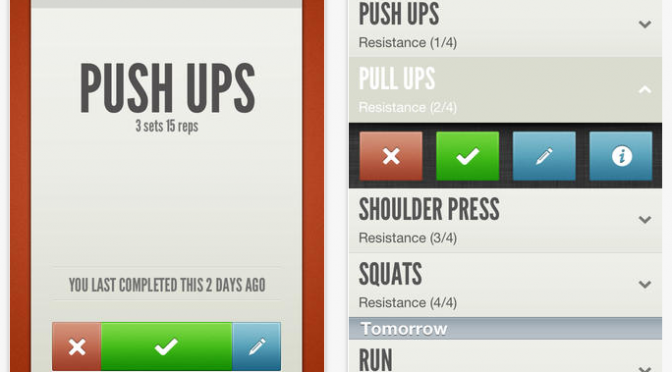 PUSH UPS
3 sets 15 reps
YOU LAST COMPLETED THIS 2 DAYS AGO
PUSH UPS
Resistance (1/4)
PULL UPS
Resistance (2/4)
SHOULDER PRESS
Resistance (3/4)
SQUATS
Resistance (4/4)
Tomorrow
RUN